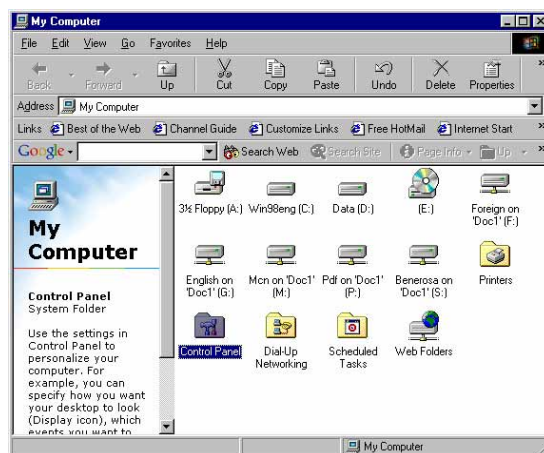 My Computer
File Edit View Go Favorites Help
Back Forward Up Cut Copy Paste Undo Delete Properties
Address My Computer
Links Best of the Web Channel Guide Customize Links Free HotMail Internet Start
Google Search Web Search Site Page Info Up
My
Computer
Control Panel
System Folder
Use the settings in
Control Panel to
personalize your
computer. For
example, you can
specify how you want
your desktop to look
(Display icon), which
events you want to
3½ Floppy (A:) Win98eng (C:) Data (D:) (E:) Foreign on
'Doc1' (F:)
English on Mcn on 'Doc1' Pdf on 'Doc1' Benerosa on Printers
'Doc1' (G:) (M:) (P:) 'Doc1' (S:)
Control Panel Dial-Up Scheduled Web Folders
Networking Tasks
My Computer